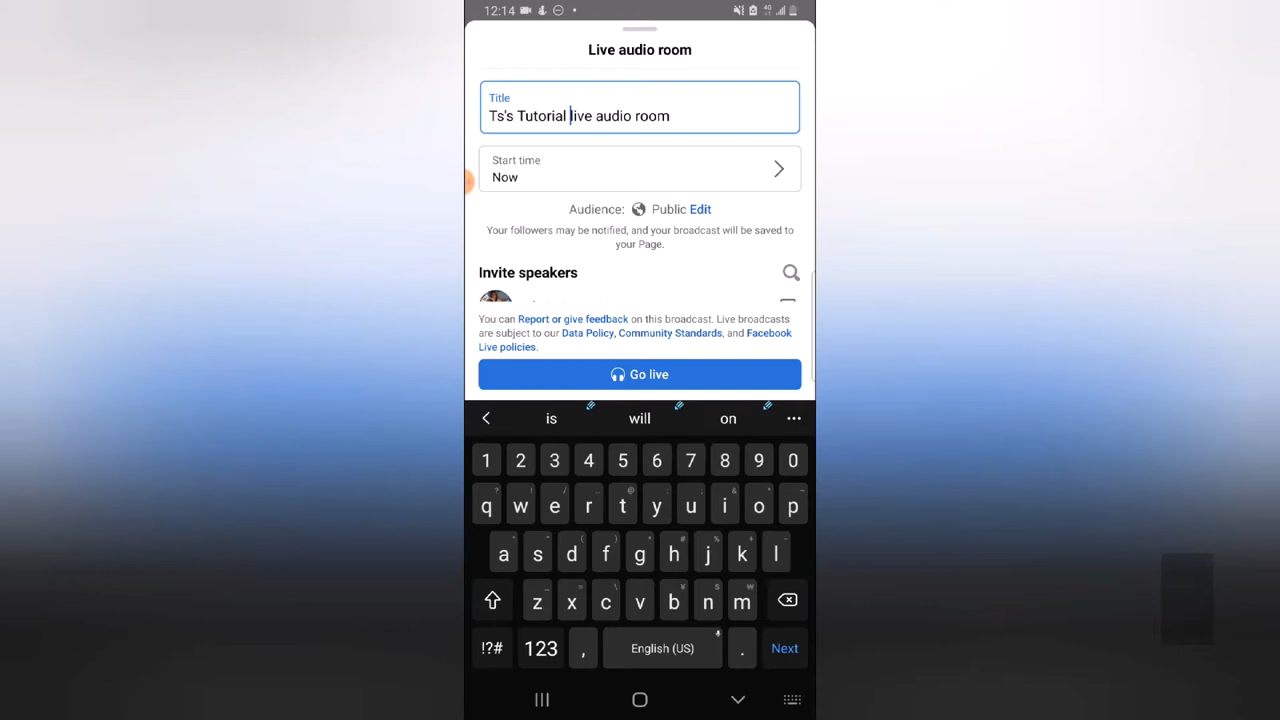 12:14
4G
Live audio room
Title
Ts's Tutorial live audio room
Start time
Now
Audience: Public Edit
Your followers may be notified, and your broadcast will be saved to
your Page.
Invite speakers
You can Report or give feedback on this broadcast. Live broadcasts
are subject to our Data Policy, Community Standards, and Facebook
Live policies.
Go live
is will on
1 2 3 4 5 6 7 8 9 0
q w e r t y u i o p
a s d f g h j k l
z x c v b n m
!?# 123 , English (US) . Next